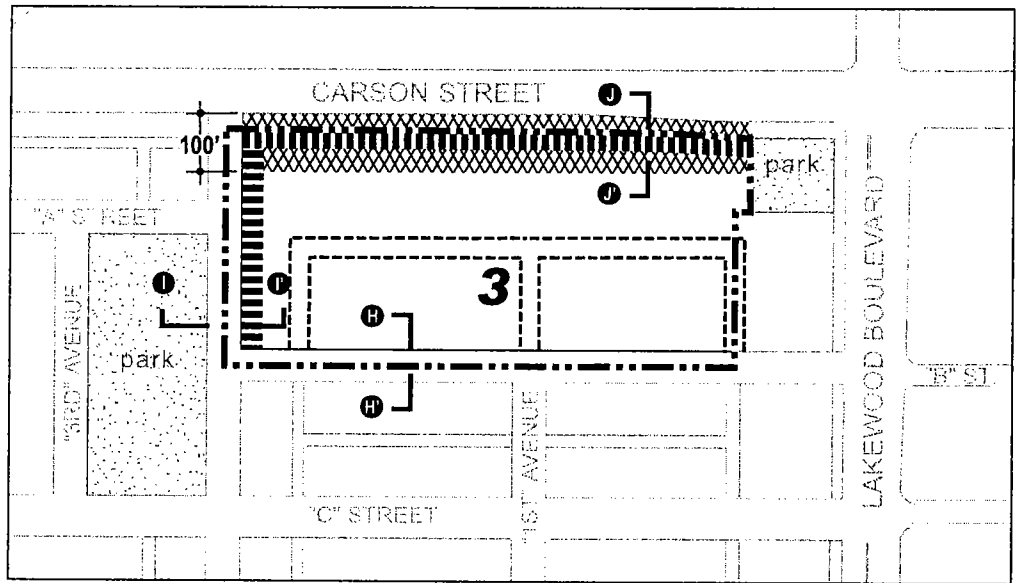 CARSON STREET
J
100'
park
J'
"A" STREET
LAKEWOOD BOULEVARD
I
I'
3
H
"3RD" AVENUE
park
"B" ST
H'
"1ST" AVENUE
"C" STREET